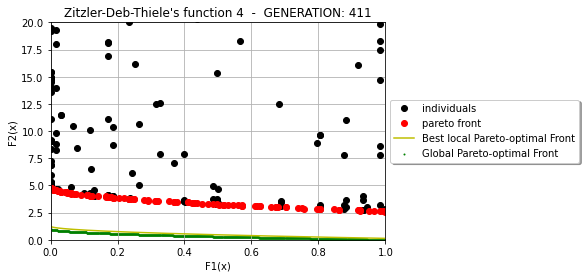 Zitzler-Deb-Thiele's function 4 - GENERATION: 411
20.0
17.5
15.0
12.5
10.0
7.5
5.0
2.5
0.0
F2(x)
0.0 0.2 0.4 0.6 0.8 1.0
F1(x)
individuals
pareto front
Best local Pareto-optimal Front
Global Pareto-optimal Front